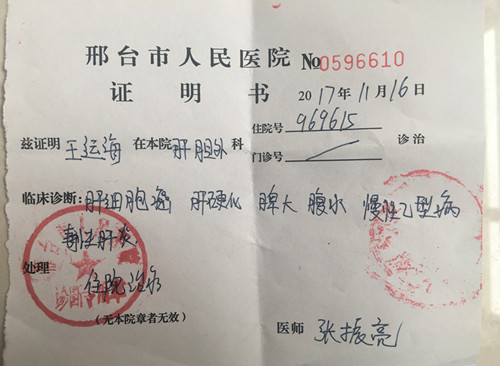 邢台市人民医院 №0596610
证明书 2017年11月16日
兹证明 王运海 在本院 肝胆外 科 住院号 969615 诊治
门诊号
临床诊断:肝细胞癌 肝硬化 脾大 腹水 慢性乙型病
毒性肝炎
处理
住院治疗
(无本院章者无效)
医师 张振亮